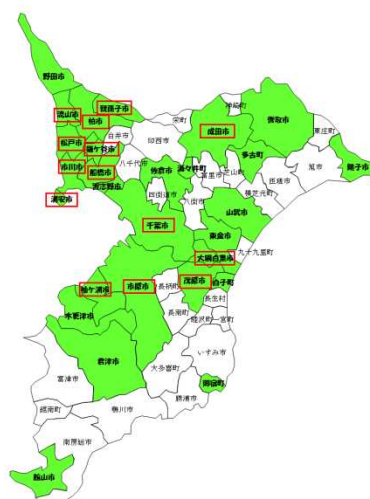 野田市
我孫子市
流山市
柏市
成田市
神崎町
香取市
栄町
東庄町
松戸市
鎌ケ谷市
白井市
印西市
多古町
銚子市
市川市
船橋市
八千代市
佐倉市
酒々井町
富里市
芝山町
旭市
匝瑳市
習志野市
四街道市
八街市
横芝光町
浦安市
山武市
千葉市
東金市
九十九里町
大網白里市
袖ケ浦市
市原市
茂原市
白子町
長柄町
長生村
木更津市
長南町
睦沢町
一宮町
君津市
いすみ市
大多喜町
富津市
御宿町
勝浦市
鋸南町
鴨川市
南房総市
館山市